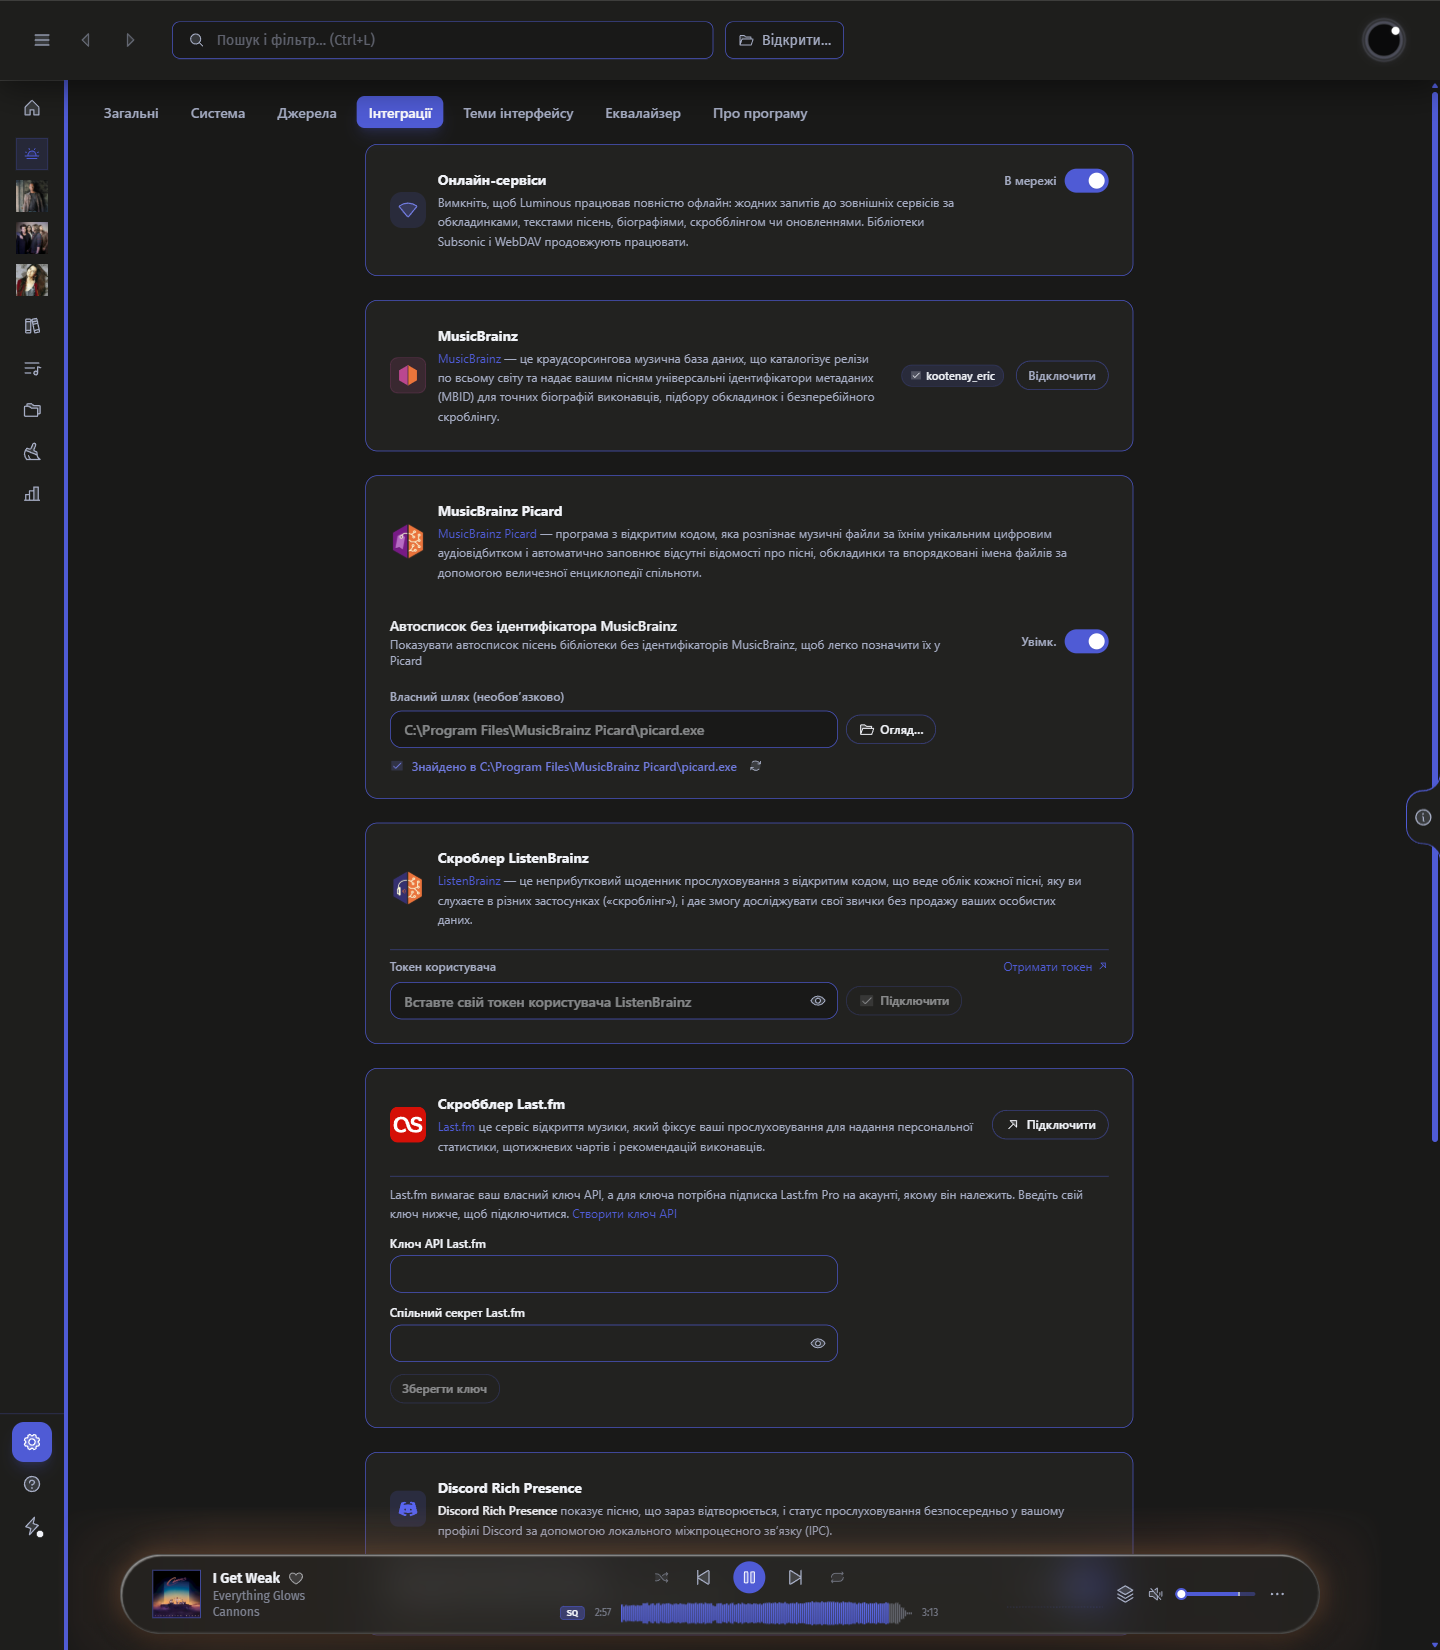 Пошук і фільтр... (Ctrl+L)
Відкрити...
Загальні
Система
Джерела
Інтеграції
Теми інтерфейсу
Еквалайзер
Про програму
Онлайн-сервіси
В мережі
Вимкніть, щоб Luminous працював повністю офлайн: жодних запитів до зовнішніх сервісів за
обкладинками, текстами пісень, біографіями, скробблінгом чи оновленнями. Бібліотеки
Subsonic і WebDAV продовжують працювати.
MusicBrainz
MusicBrainz — це краудсорсингова музична база даних, що каталогізує релізи
по всьому світу та надає вашим пісням універсальні ідентифікатори метаданих
(MBID) для точних біографій виконавців, підбору обкладинок і безперебійного
скроблінгу.
kootenay_eric
Відключити
MusicBrainz Picard
MusicBrainz Picard — програма з відкритим кодом, яка розпізнає музичні файли за їхнім унікальним цифровим
аудіовідбитком і автоматично заповнює відсутні відомості про пісні, обкладинки та впорядковані імена файлів за
допомогою величезної енциклопедії спільноти.
Автосписок без ідентифікатора MusicBrainz
Показувати автосписок пісень бібліотеки без ідентифікаторів MusicBrainz, щоб легко позначити їх у
Picard
Увімк.
Власний шлях (необов’язково)
C:\Program Files\MusicBrainz Picard\picard.exe
Огляд...
Знайдено в C:\Program Files\MusicBrainz Picard\picard.exe
Скроблер ListenBrainz
ListenBrainz — це неприбутковий щоденник прослуховування з відкритим кодом, що веде облік кожної пісні, яку ви
слухаєте в різних застосунках («скроблінг»), і дає змогу досліджувати свої звички без продажу ваших особистих
даних.
Токен користувача
Отримати токен
Вставте свій токен користувача ListenBrainz
Підключити
Скробблер Last.fm
Last.fm це сервіс відкриття музики, який фіксує ваші прослуховування для надання персональної
статистики, щотижневих чартів і рекомендацій виконавців.
Підключити
Last.fm вимагає ваш власний ключ API, а для ключа потрібна підписка Last.fm Pro на акаунті, якому він належить. Введіть свій
ключ нижче, щоб підключитися. Створити ключ API
Ключ API Last.fm
Спільний секрет Last.fm
Зберегти ключ
Discord Rich Presence
Discord Rich Presence показує пісню, що зараз відтворюється, і статус прослуховування безпосередньо у вашому
профілі Discord за допомогою локального міжпроцесного зв’язку (IPC).
I Get Weak
Everything Glows
Cannons
SQ
2:57
3:13